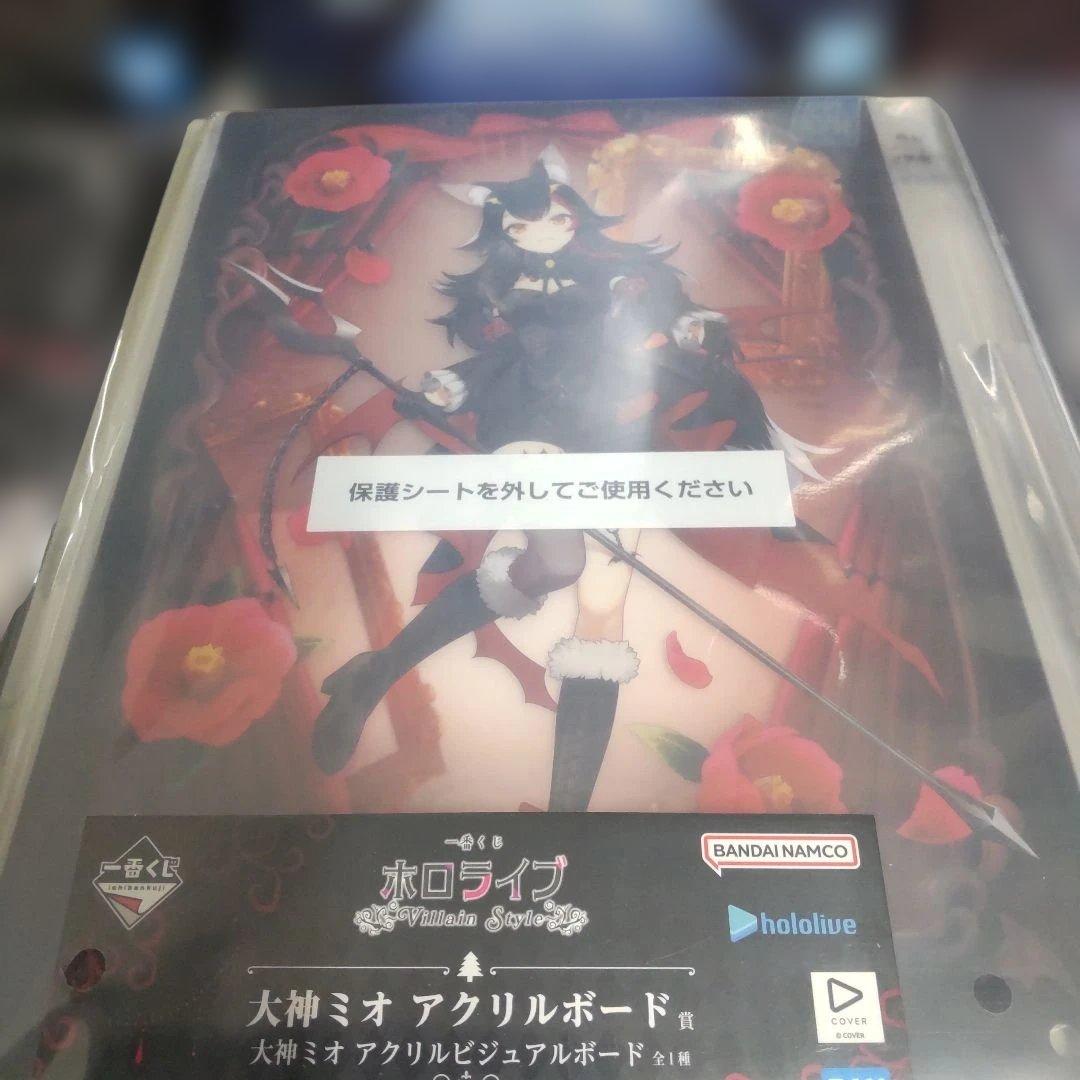 保護シートを外してご使用ください
一番くじ
ichibankuji
一番くじ
ホロライブ
Villain Style
BANDAI NAMCO
hololive
大神ミオ アクリルボード賞
大神ミオ アクリルビジュアルボード 全1種
COVER
© COVER